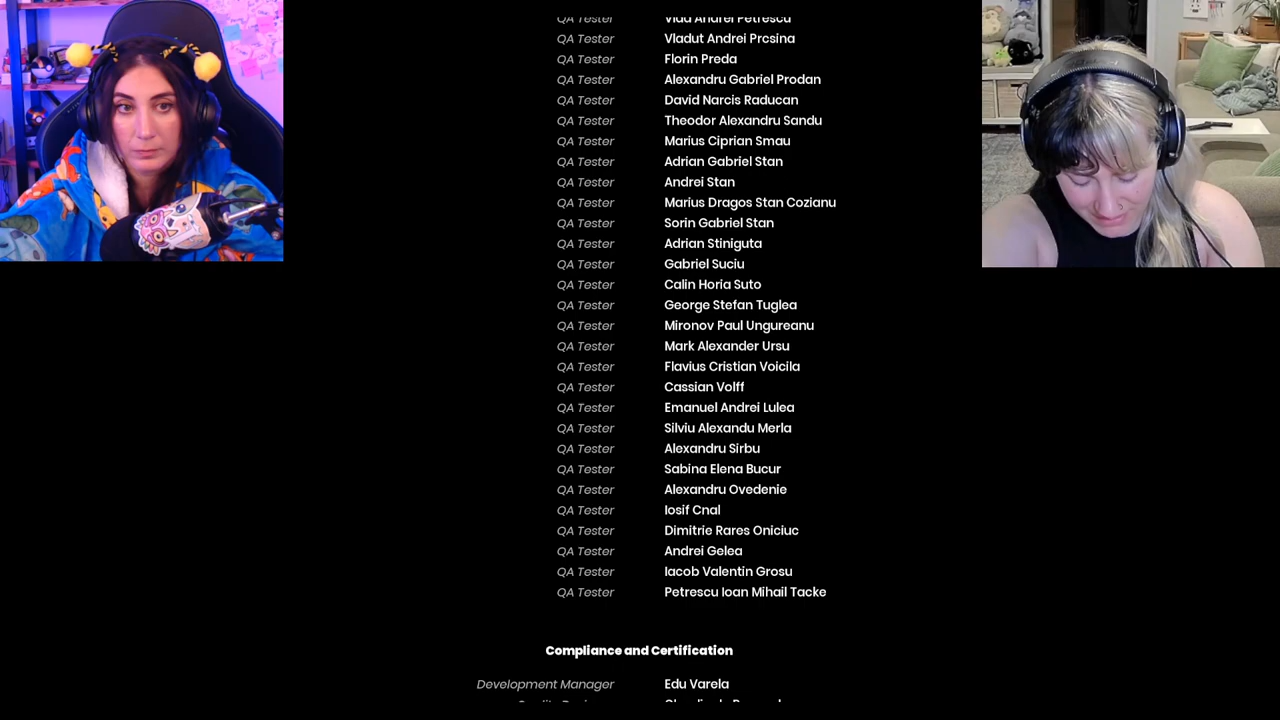 QA Tester Vlad Andrei Petrescu
QA Tester Vladut Andrei Prcsina
QA Tester Florin Preda
QA Tester Alexandru Gabriel Prodan
QA Tester David Narcis Raducan
QA Tester Theodor Alexandru Sandu
QA Tester Marius Ciprian Smau
QA Tester Adrian Gabriel Stan
QA Tester Andrei Stan
QA Tester Marius Dragos Stan Cozianu
QA Tester Sorin Gabriel Stan
QA Tester Adrian Stiniguta
QA Tester Gabriel Suciu
QA Tester Calin Horia Suto
QA Tester George Stefan Tuglea
QA Tester Mironov Paul Ungureanu
QA Tester Mark Alexander Ursu
QA Tester Flavius Cristian Voicila
QA Tester Cassian Volff
QA Tester Emanuel Andrei Lulea
QA Tester Silviu Alexandu Merla
QA Tester Alexandru Sirbu
QA Tester Sabina Elena Bucur
QA Tester Alexandru Ovedenie
QA Tester Iosif Cnal
QA Tester Dimitrie Rares Oniciuc
QA Tester Andrei Gelea
QA Tester Iacob Valentin Grosu
QA Tester Petrescu Ioan Mihail Tacke
Compliance and Certification
Development Manager Edu Varela